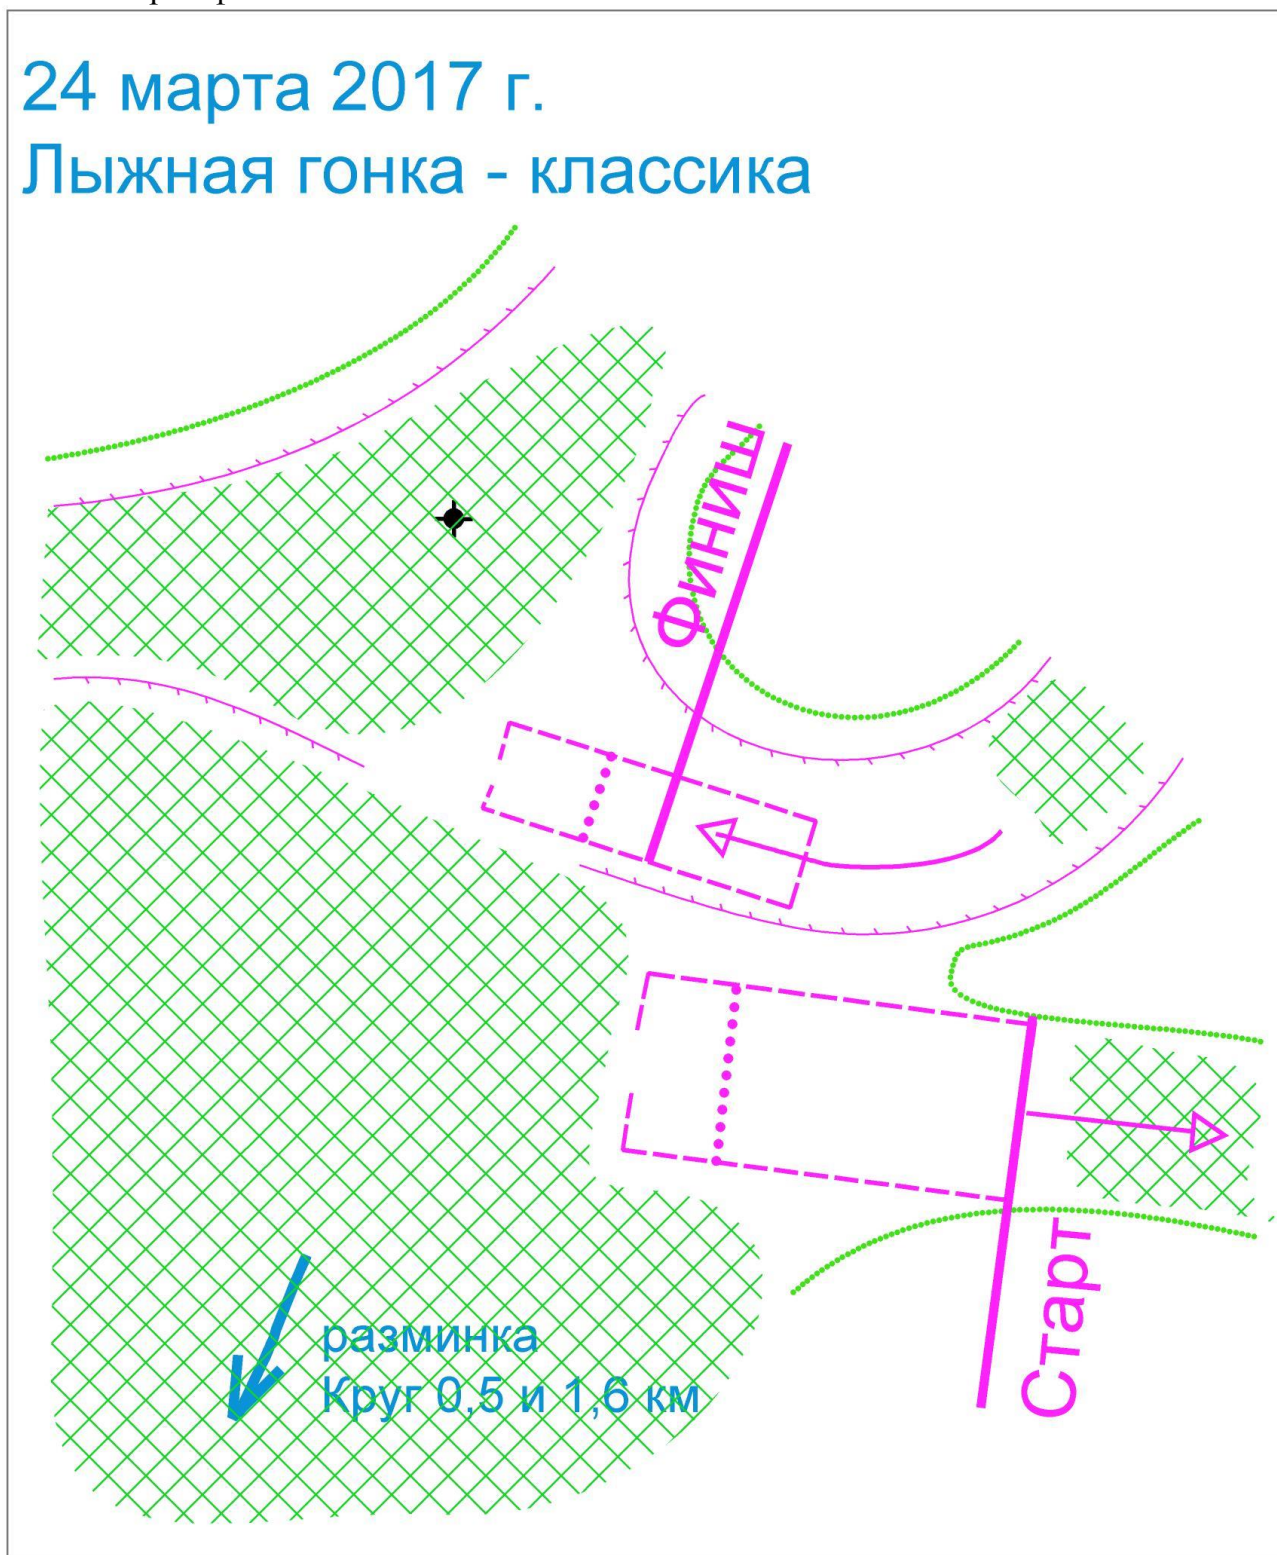 24 марта 2017 г.
Лыжная гонка - классика
Финиш
Старт
разминка
Круг 0,5 и 1,6 км